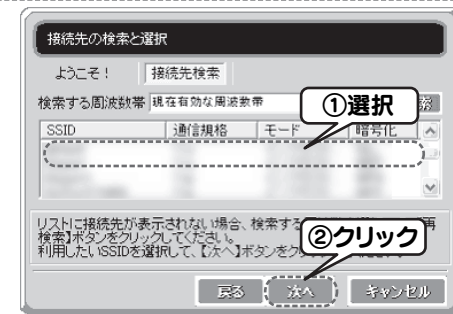 接続先の検索と選択
ようこそ！ 接続先検索
検索する周波数帯 現在有効な周波数帯
①選択
SSID 通信規格 モード 暗号化
リストに接続先が表示されない場合、検索する
再
検索】ボタンをクリックしてください。
利用したいSSIDを選択して、【次へ】ボタンをク
②クリック
戻る 次へ キャンセル